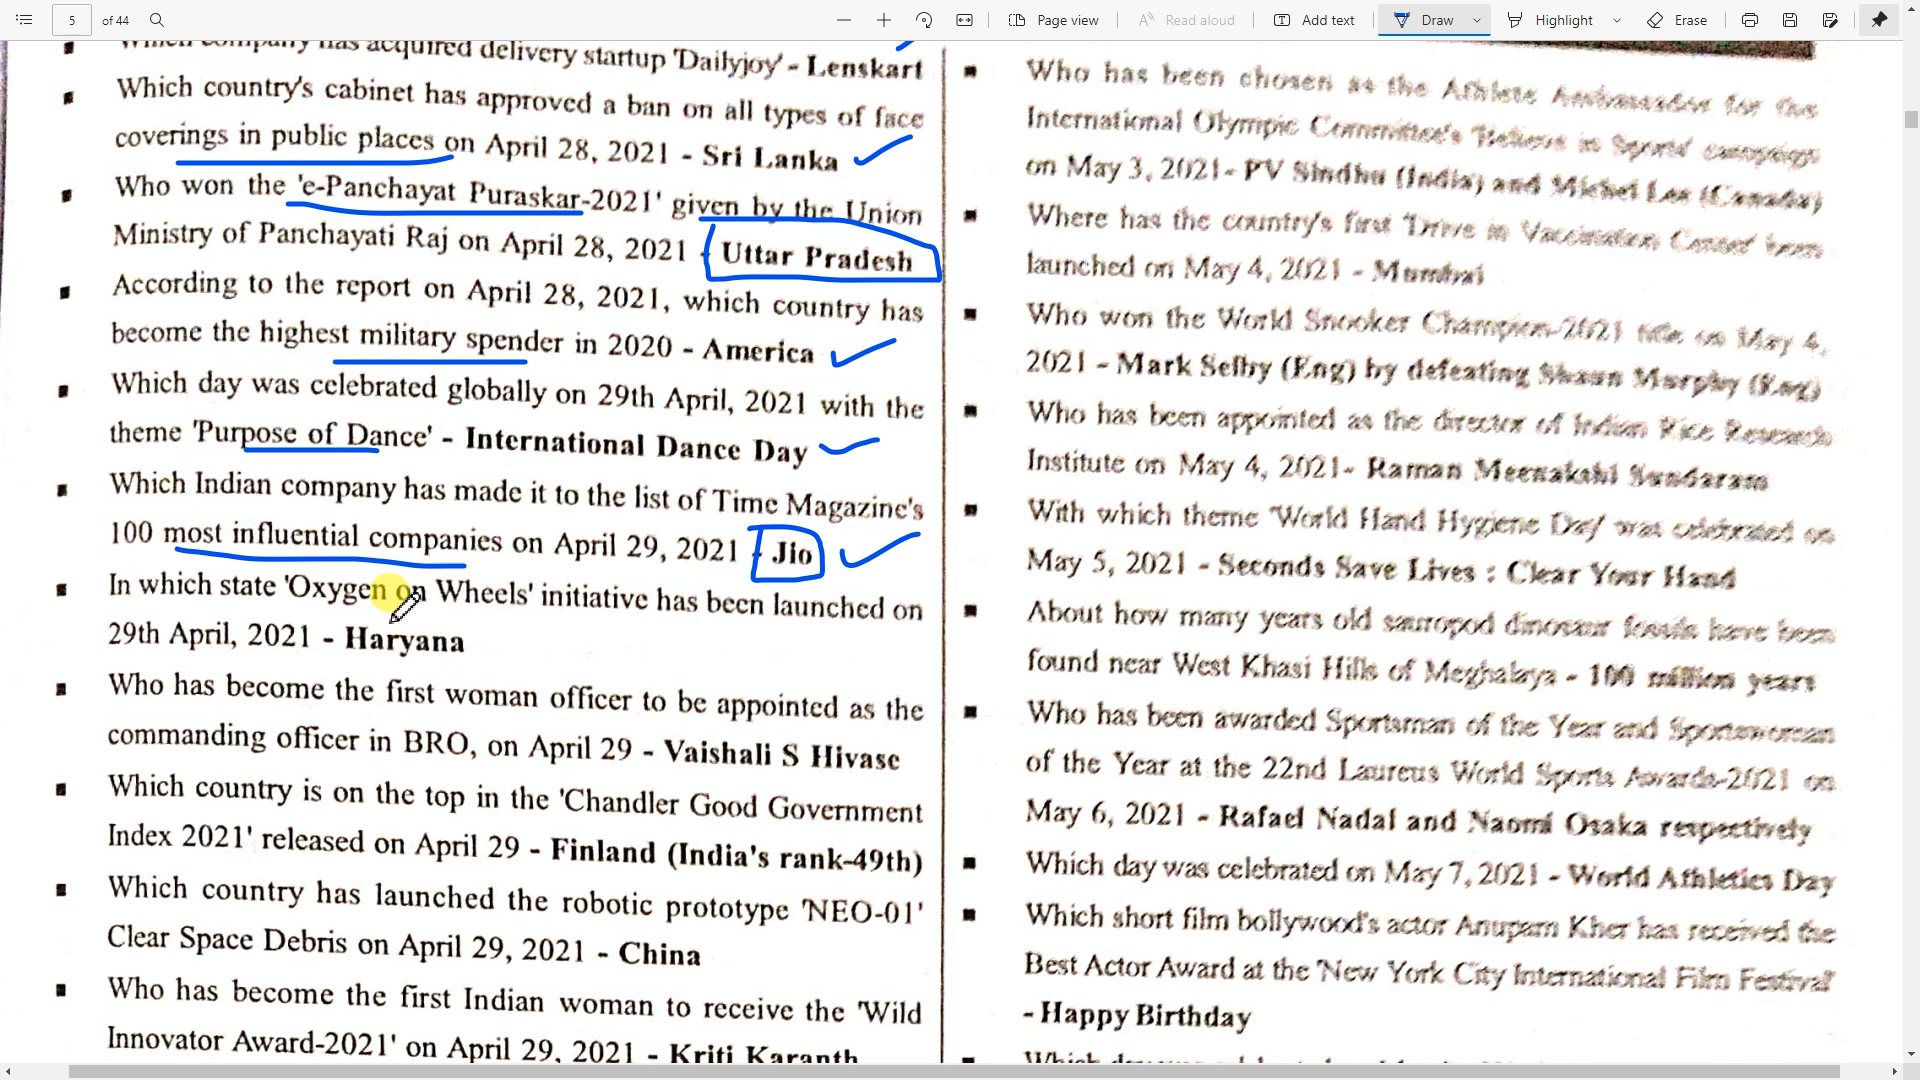 5 of 44 Page view Read aloud Add text Draw Highlight Erase
Which company has acquired delivery startup 'Dailyjoy' - Lenskart
Which country's cabinet has approved a ban on all types of face
coverings in public places on April 28, 2021 - Sri Lanka
Who won the 'e-Panchayat Puraskar-2021' given by the Union
Ministry of Panchayati Raj on April 28, 2021 - Uttar Pradesh
According to the report on April 28, 2021, which country has
become the highest military spender in 2020 - America
Which day was celebrated globally on 29th April, 2021 with the
theme 'Purpose of Dance' - International Dance Day
Which Indian company has made it to the list of Time Magazine's
100 most influential companies on April 29, 2021 - Jio
In which state 'Oxygen on Wheels' initiative has been launched on
29th April, 2021 - Haryana
Who has become the first woman officer to be appointed as the
commanding officer in BRO, on April 29 - Vaishali S Hivase
Which country is on the top in the 'Chandler Good Government
Index 2021' released on April 29 - Finland (India's rank-49th)
Which country has launched the robotic prototype 'NEO-01'
Clear Space Debris on April 29, 2021 - China
Who has become the first Indian woman to receive the 'Wild
Innovator Award-2021' on April 29, 2021 - Kriti Karanth
Who has been chosen as the Athlete Ambassador for the
International Olympic Committee's 'Believe in Sports' campaign
on May 3, 2021- PV Sindhu (India) and Michel Lee (Canada)
Where has the country's first 'Drive in Vaccination Center' been
launched on May 4, 2021 - Mumbai
Who won the World Snooker Champion-2021 title on May 4,
2021 - Mark Selby (Eng) by defeating Shaun Murphy (Eng)
Who has been appointed as the director of Indian Rice Research
Institute on May 4, 2021- Raman Meenakshi Sundaram
With which theme 'World Hand Hygiene Day' was celebrated on
May 5, 2021 - Seconds Save Lives : Clear Your Hand
About how many years old sauropod dinosaur fossils have been
found near West Khasi Hills of Meghalaya - 100 million years
Who has been awarded Sportsman of the Year and Sportswoman
of the Year at the 22nd Laureus World Sports Awards-2021 on
May 6, 2021 - Rafael Nadal and Naomi Osaka respectively
Which day was celebrated on May 7, 2021 - World Athletics Day
Which short film bollywood's actor Anupam Kher has received the
Best Actor Award at the 'New York City International Film Festival'
- Happy Birthday